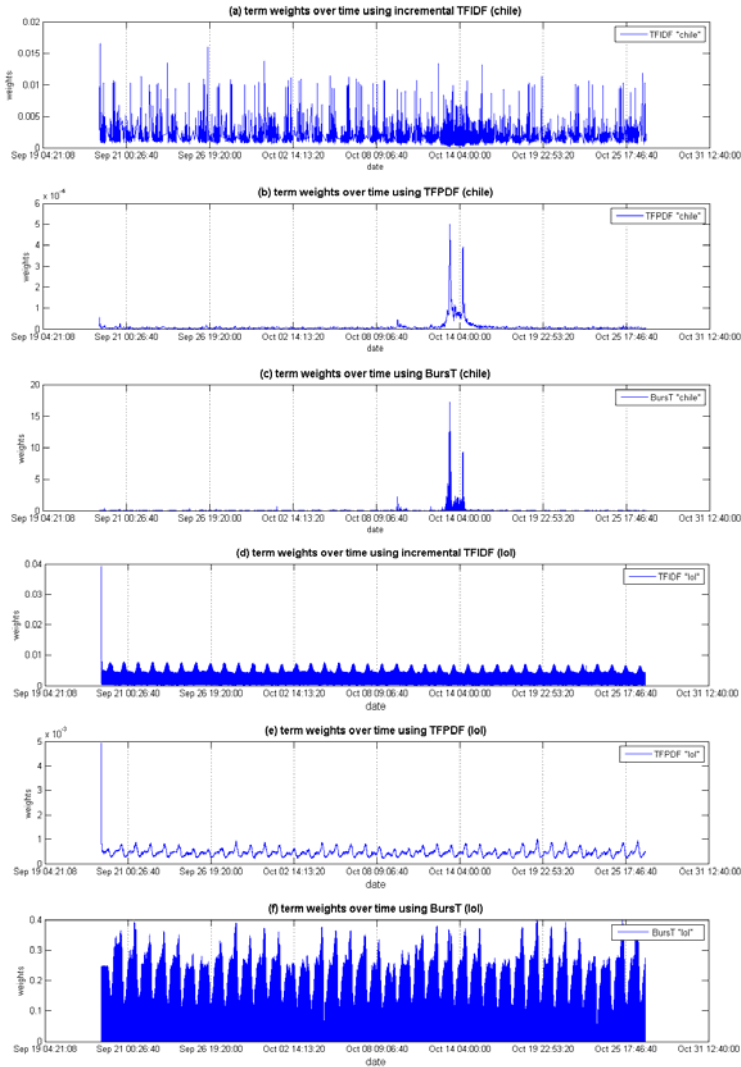 (a) term weights over time using incremental TFIDF (chile)
0.02
0.015
0.01
0.005
0
weights
TFIDF "chile"
Sep 19 04:21:08 Sep 21 00:26:40 Sep 26 19:20:00 Oct 02 14:13:20 Oct 08 09:06:40 Oct 14 04:00:00 Oct 19 22:53:20 Oct 25 17:46:40 Oct 31 12:40:00
date
(b) term weights over time using TFPDF (chile)
6
5
4
3
2
1
0
weights
TFPDF "chile"
Sep 19 04:21:08 Sep 21 00:26:40 Sep 26 19:20:00 Oct 02 14:13:20 Oct 08 09:06:40 Oct 14 04:00:00 Oct 19 22:53:20 Oct 25 17:46:40 Oct 31 12:40:00
date
(c) term weights over time using BursT (chile)
20
15
10
5
0
weights
BursT "chile"
Sep 19 04:21:08 Sep 21 00:26:40 Sep 26 19:20:00 Oct 02 14:13:20 Oct 08 09:06:40 Oct 14 04:00:00 Oct 19 22:53:20 Oct 25 17:46:40 Oct 31 12:40:00
date
(d) term weights over time using incremental TFIDF (lol)
0.04
0.03
0.02
0.01
0
weights
TFIDF "lol"
Sep 19 04:21:08 Sep 21 00:26:40 Sep 26 19:20:00 Oct 02 14:13:20 Oct 08 09:06:40 Oct 14 04:00:00 Oct 19 22:53:20 Oct 25 17:46:40 Oct 31 12:40:00
date
(e) term weights over time using TFPDF (lol)
x 10⁻³
5
4
3
2
1
0
weights
TFPDF "lol"
Sep 19 04:21:08 Sep 21 00:26:40 Sep 26 19:20:00 Oct 02 14:13:20 Oct 08 09:06:40 Oct 14 04:00:00 Oct 19 22:53:20 Oct 25 17:46:40 Oct 31 12:40:00
date
(f) term weights over time using BursT (lol)
0.4
0.3
0.2
0.1
0
weights
BursT "lol"
Sep 19 04:21:08 Sep 21 00:26:40 Sep 26 19:20:00 Oct 02 14:13:20 Oct 08 09:06:40 Oct 14 04:00:00 Oct 19 22:53:20 Oct 25 17:46:40 Oct 31 12:40:00
date